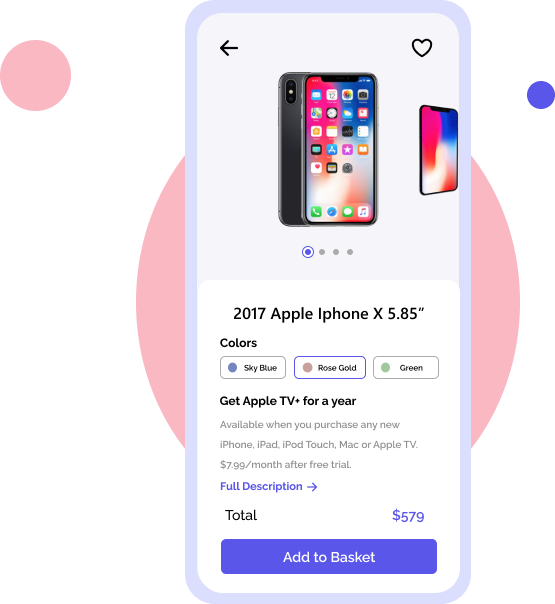 2017 Apple Iphone X 5.85”
Colors
Sky Blue Rose Gold Green
Get Apple TV+ for a year
Available when you purchase any new
iPhone, iPad, iPod Touch, Mac or Apple TV.
$7.99/month after free trial.
Full Description →
Total $579
Add to Basket